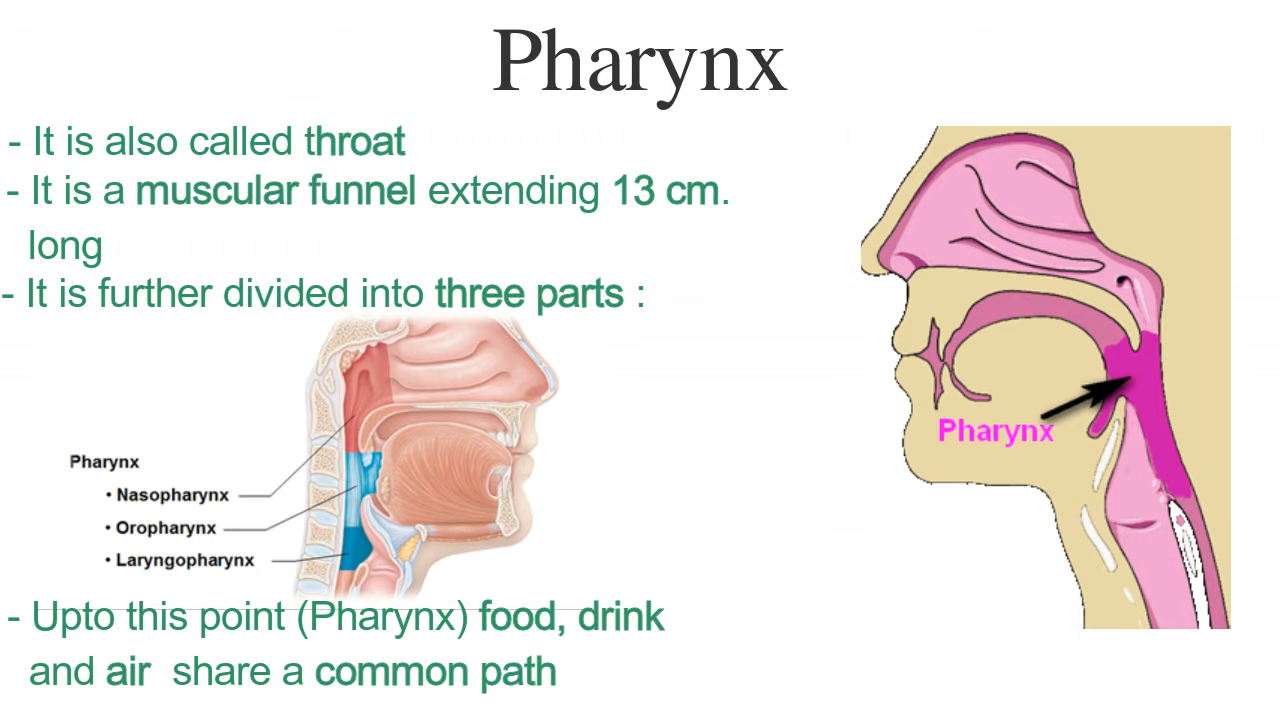 Pharynx
- It is also called throat
- It is a muscular funnel extending 13 cm.
long
- It is further divided into three parts :
Pharynx
• Nasopharynx
• Oropharynx
• Laryngopharynx
Pharynx
- Upto this point (Pharynx) food, drink
and air share a common path